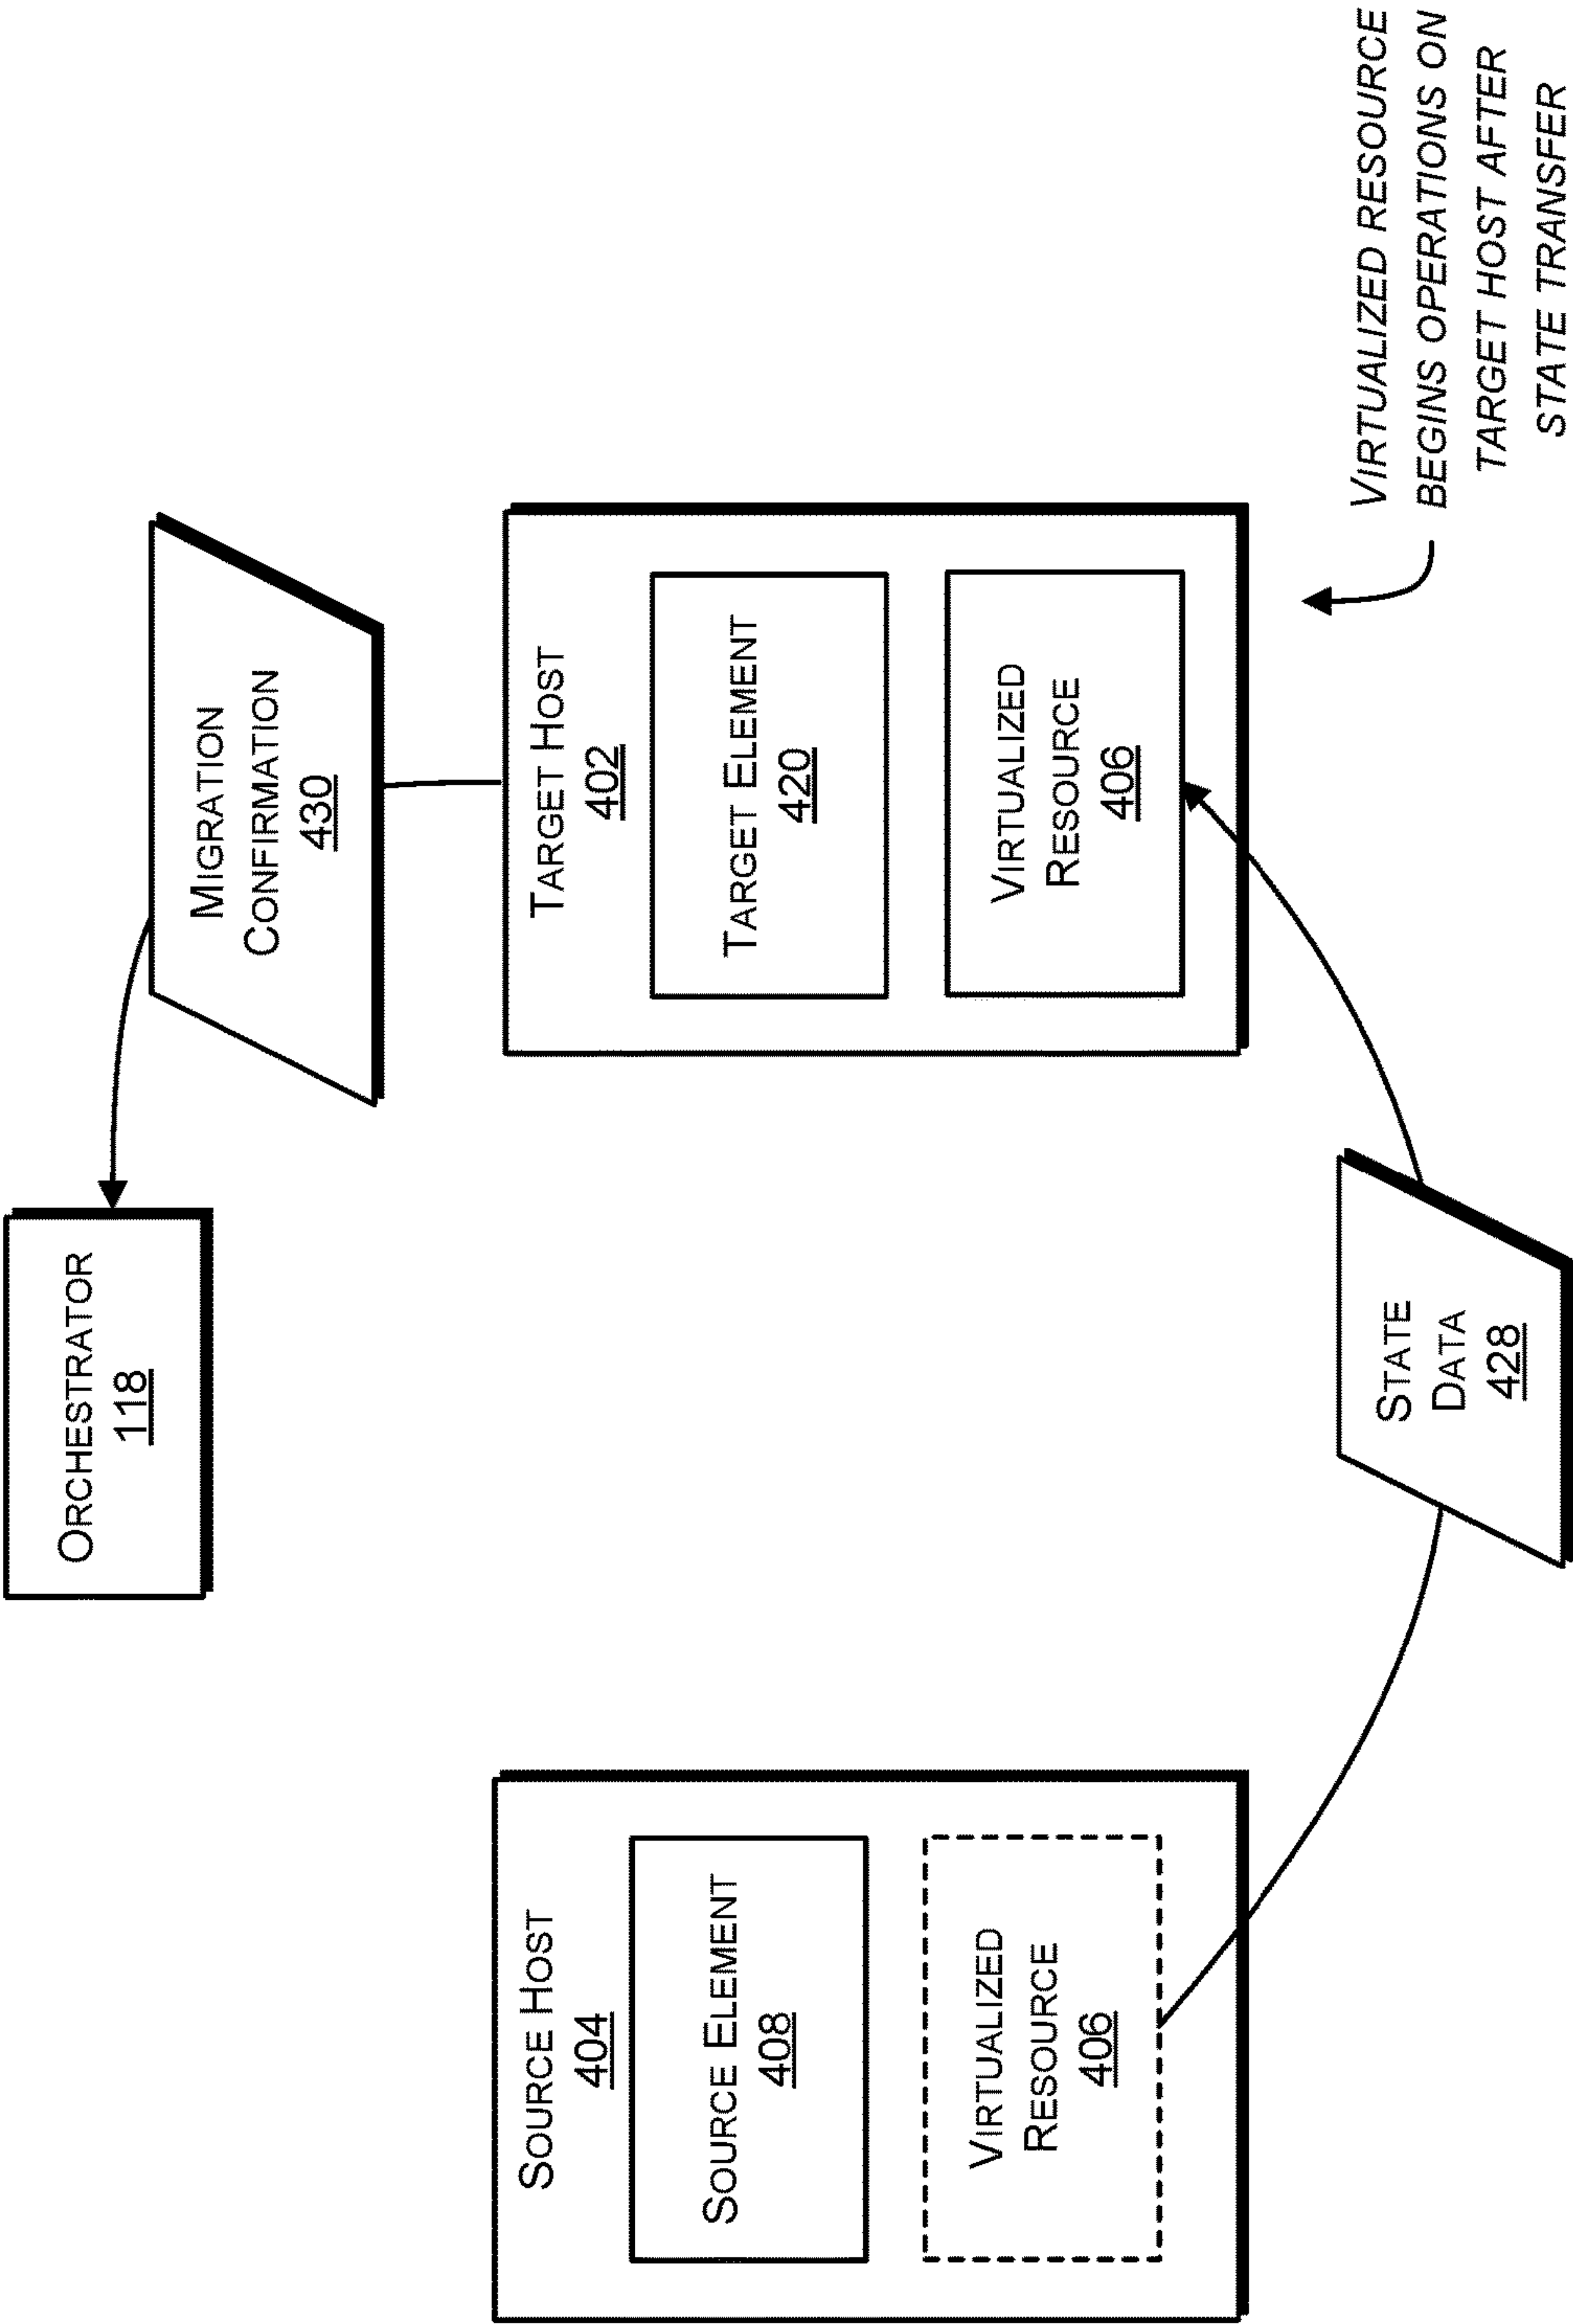 ORCHESTRATOR
118
MIGRATION
CONFIRMATION
430
SOURCE HOST
404
SOURCE ELEMENT
408
VIRTUALIZED
RESOURCE
406
TARGET HOST
402
TARGET ELEMENT
420
VIRTUALIZED
RESOURCE
406
STATE
DATA
428
VIRTUALIZED RESOURCE
BEGINS OPERATIONS ON
TARGET HOST AFTER
STATE TRANSFER